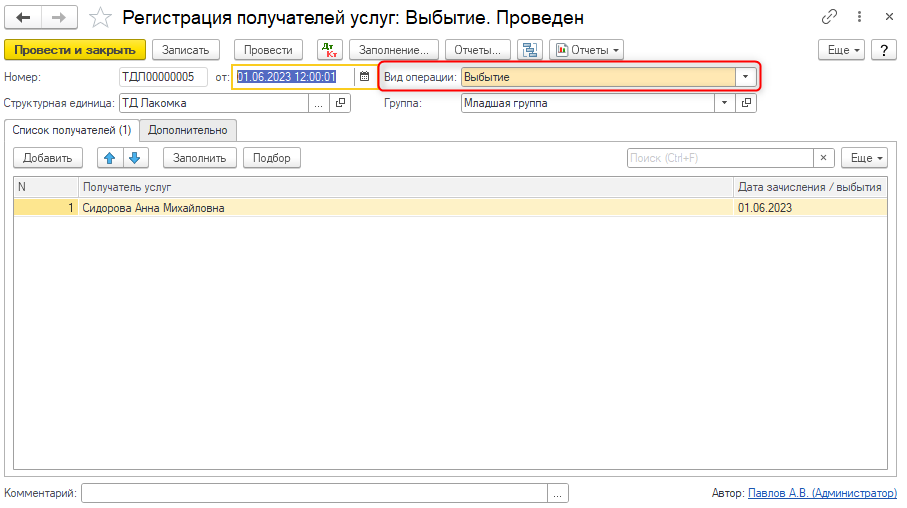 Регистрация получателей услуг: Выбытие. Проведен
Провести и закрыть Записать Провести Дт Кт Заполнение... Отчеты... Отчеты Еще ?
Номер: ТДЛ00000005 от: 01.06.2023 12:00:01 Вид операции: Выбытие
Структурная единица: ТД Лакомка ... Группа: Младшая группа
Список получателей (1) Дополнительно
Добавить Заполнить Подбор Поиск (Ctrl+F) × Еще
N Получатель услуг Дата зачисления / выбытия
1 Сидорова Анна Михайловна 01.06.2023
Комментарий: ... Автор: Павлов А.В. (Администратор)